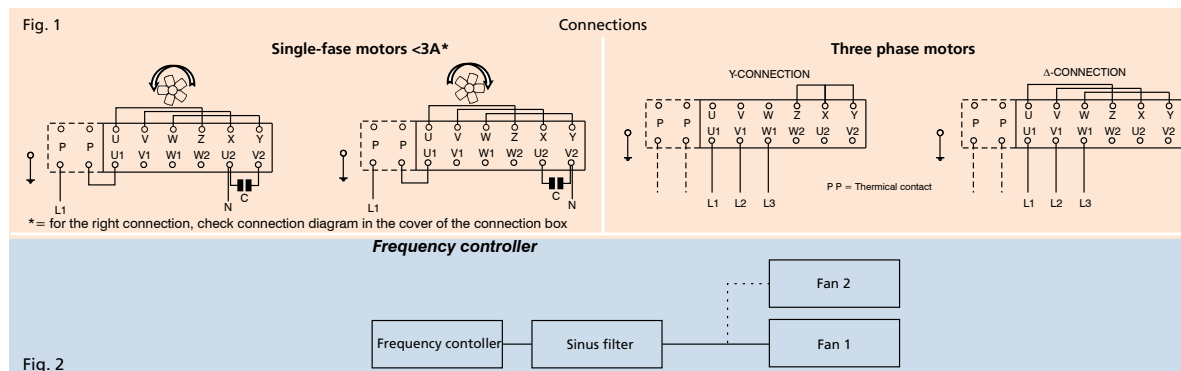 Fig. 1
Connections
Single-fase motors <3A*
P P U V W Z X Y
U1 V1 W1 W2 U2 V2
L1 N C
P P U V W Z X Y
U1 V1 W1 W2 U2 V2
L1 C N
*= for the right connection, check connection diagram in the cover of the connection box
Three phase motors
Y-CONNECTION
P P U V W Z X Y
U1 V1 W1 W2 U2 V2
L1 L2 L3
Δ-CONNECTION
P P U V W Z X Y
U1 V1 W1 W2 U2 V2
L1 L2 L3
P P = Thermical contact
Frequency controller
Fan 2
Frequency contoller
Sinus filter
Fan 1
Fig. 2